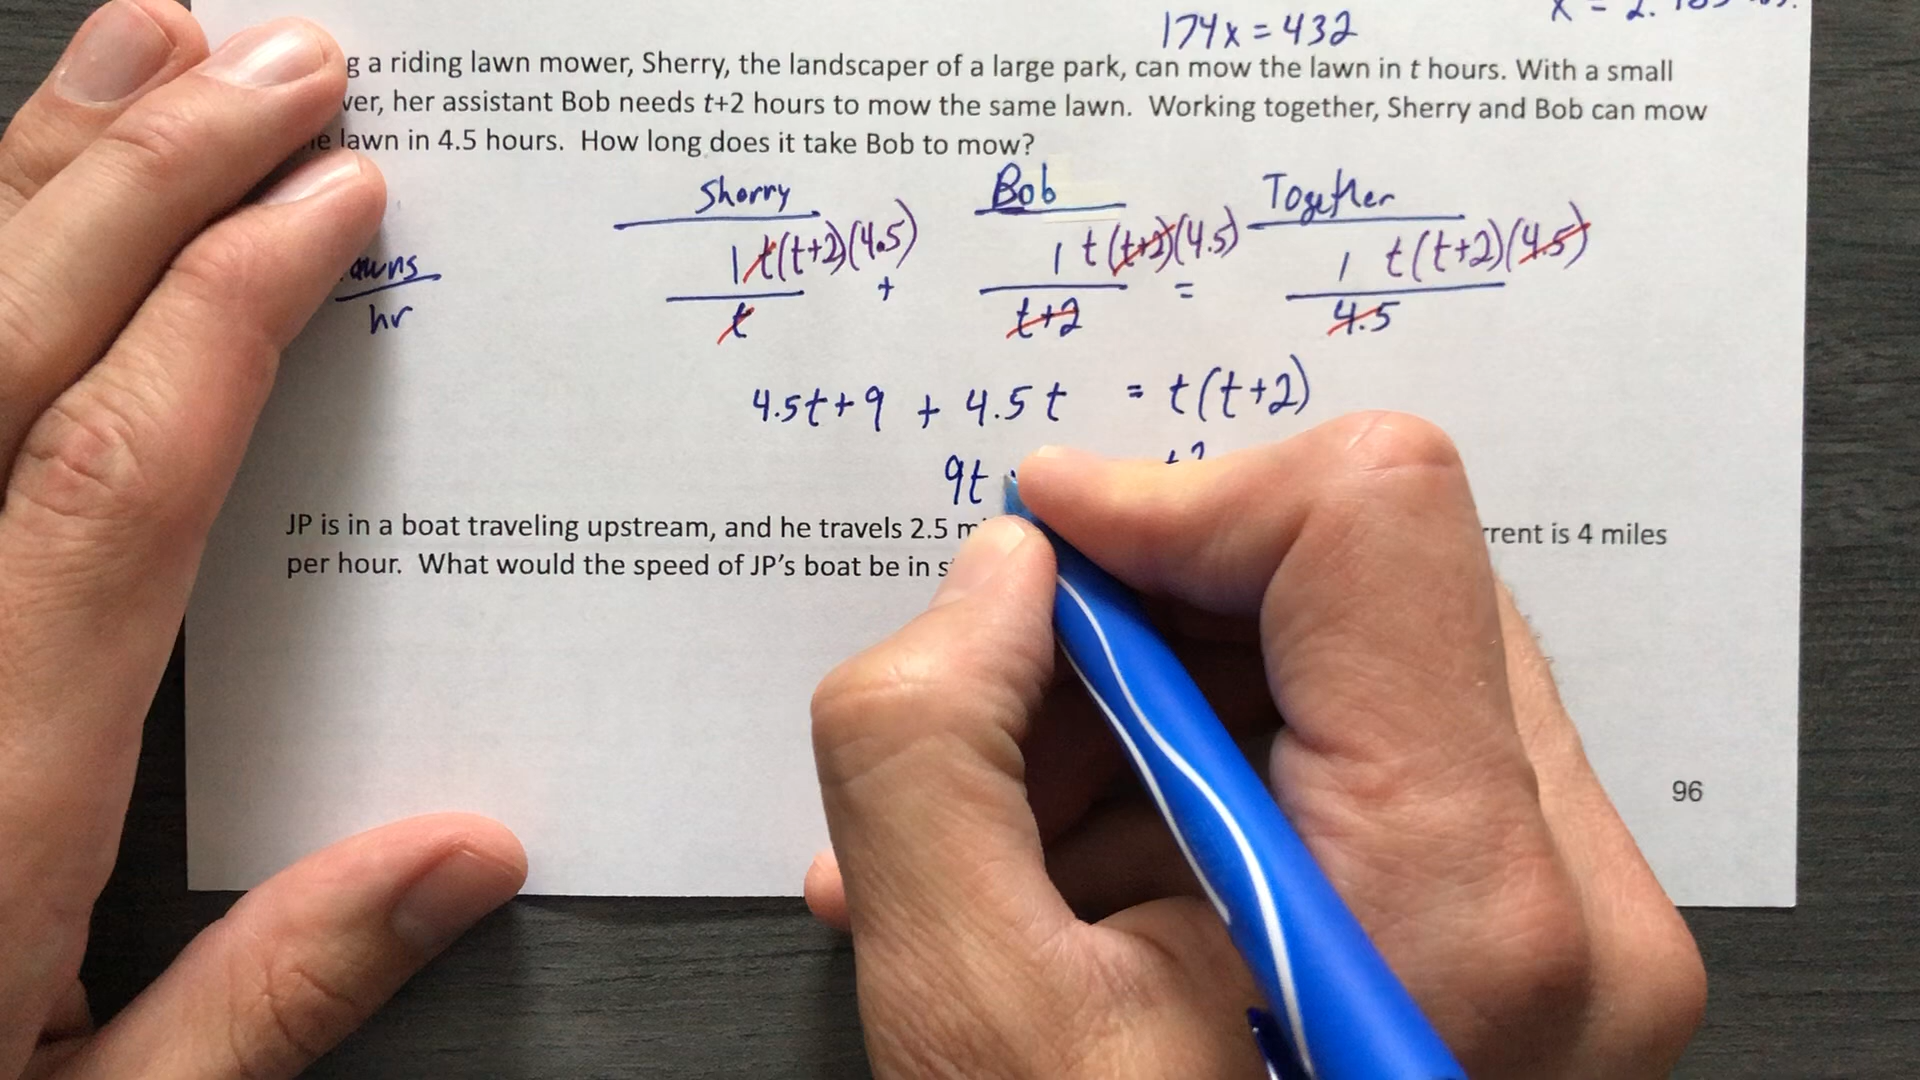 174x = 432
x = 2.
g a riding lawn mower, Sherry, the landscaper of a large park, can mow the lawn in t hours. With a small
ver, her assistant Bob needs t+2 hours to mow the same lawn. Working together, Sherry and Bob can mow
e lawn in 4.5 hours. How long does it take Bob to mow?
Sherry Bob Together
awns 1 t(t+2)(4.5) + 1 t(t+2)(4.5) = 1 t(t+2)(4.5)
hr t t+2 4.5
4.5t+9 + 4.5t = t(t+2)
9t
JP is in a boat traveling upstream, and he travels 2.5 m rrent is 4 miles
per hour. What would the speed of JP's boat be in s
96